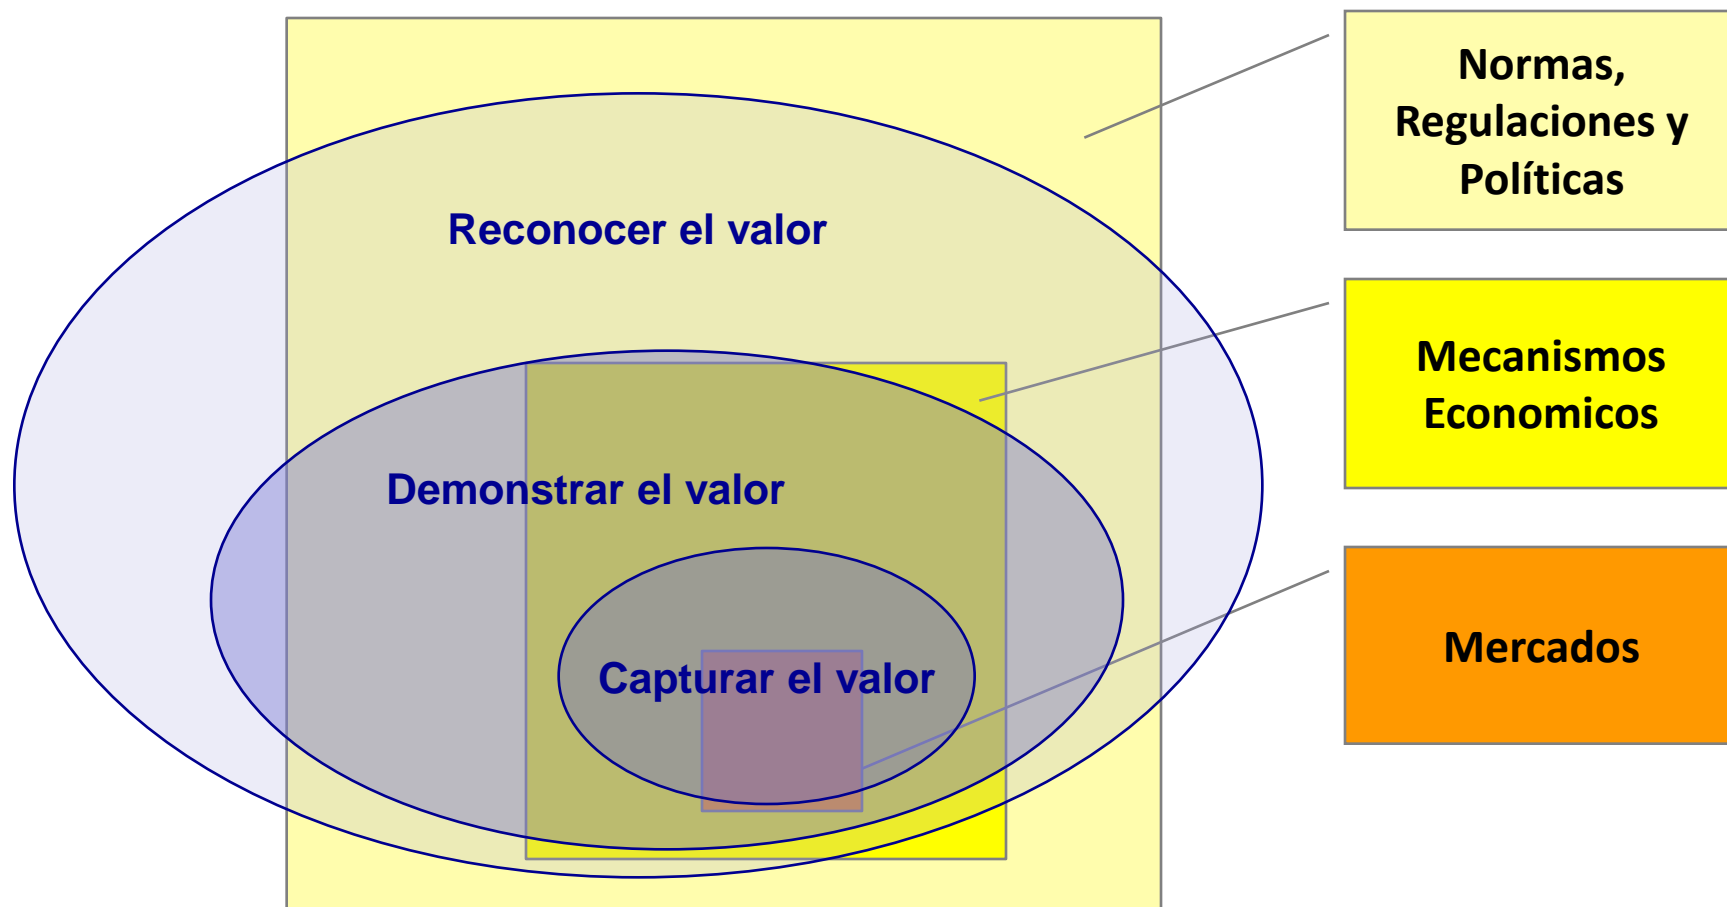 Normas,
Regulaciones y
Políticas
Reconocer el valor
Mecanismos
Economicos
Demonstrar el valor
Mercados
Capturar el valor